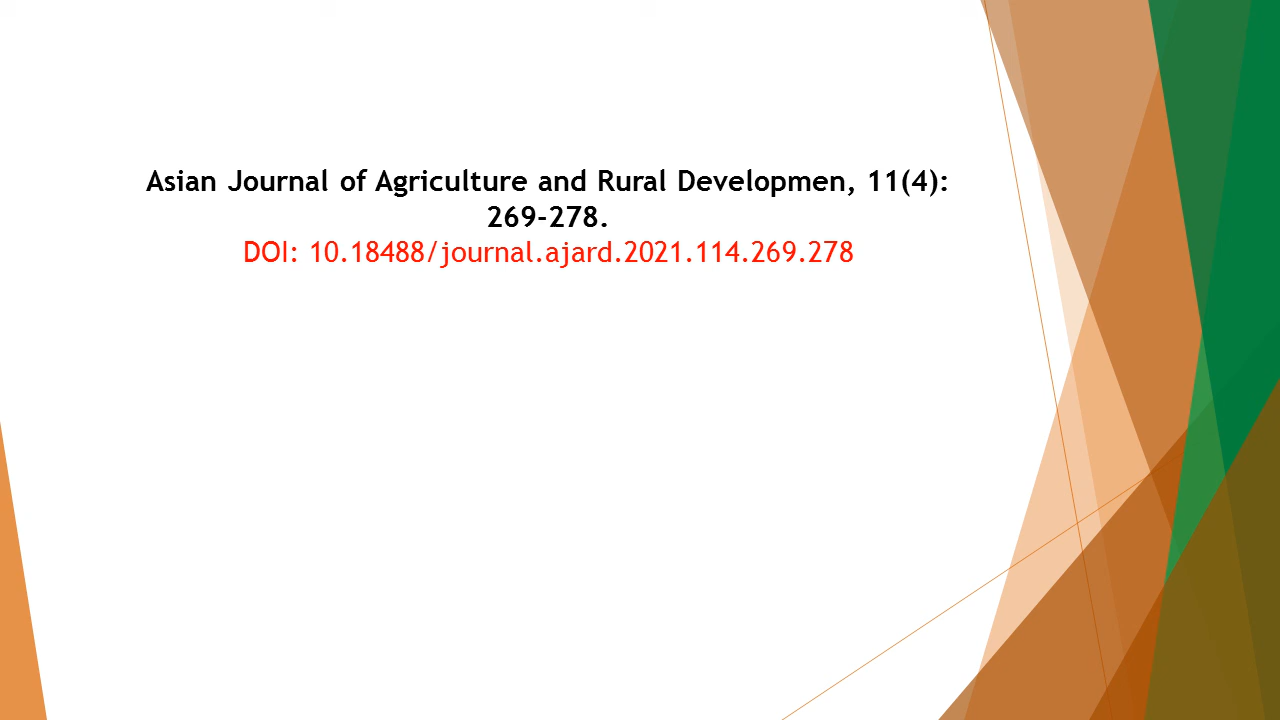 Asian Journal of Agriculture and Rural Developmen, 11(4):
269-278.
DOI: 10.18488/journal.ajard.2021.114.269.278